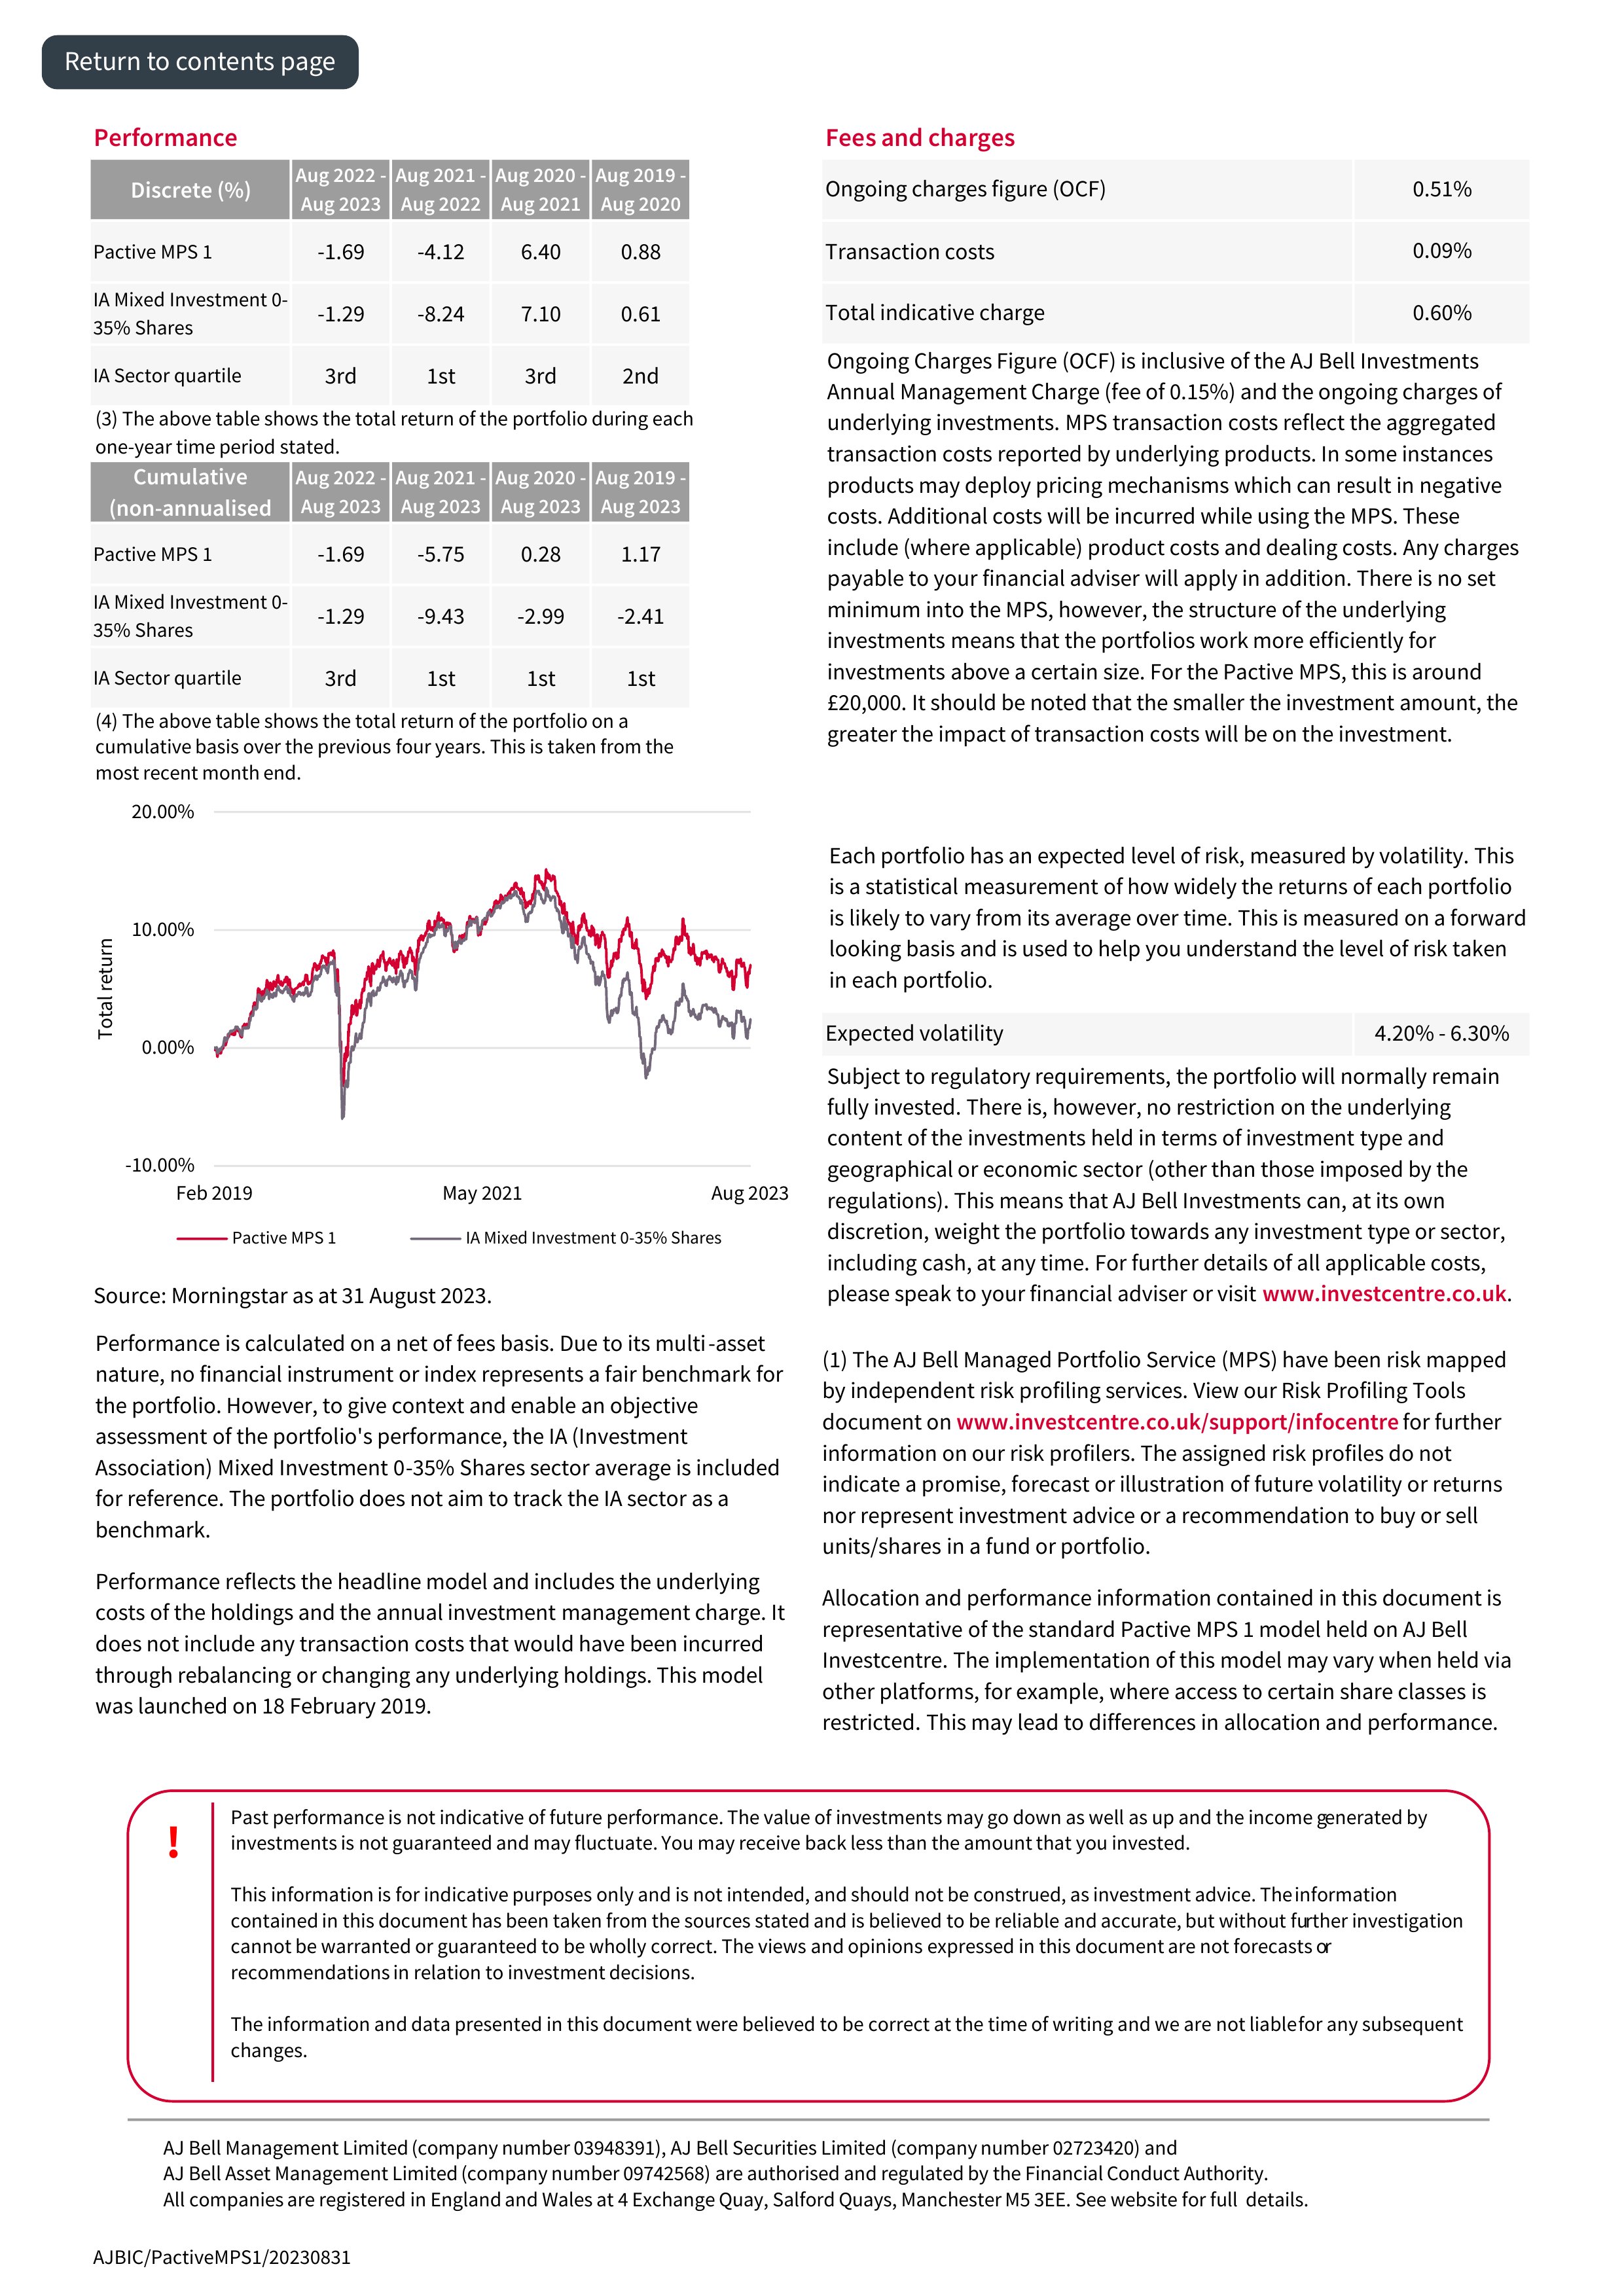 Return to contents page
Performance
Discrete (%) Aug 2022 - Aug 2023 Aug 2021 - Aug 2022 Aug 2020 - Aug 2021 Aug 2019 - Aug 2020
Pactive MPS 1 -1.69 -4.12 6.40 0.88
IA Mixed Investment 0-35% Shares -1.29 -8.24 7.10 0.61
IA Sector quartile 3rd 1st 3rd 2nd
(3) The above table shows the total return of the portfolio during each
one-year time period stated.
Cumulative (non-annualised Aug 2022 - Aug 2023 Aug 2021 - Aug 2023 Aug 2020 - Aug 2023 Aug 2019 - Aug 2023
Pactive MPS 1 -1.69 -5.75 0.28 1.17
IA Mixed Investment 0-35% Shares -1.29 -9.43 -2.99 -2.41
IA Sector quartile 3rd 1st 1st 1st
(4) The above table shows the total return of the portfolio on a
cumulative basis over the previous four years. This is taken from the
most recent month end.
20.00%
10.00%
0.00%
-10.00%
Total return
Feb 2019 May 2021 Aug 2023
Pactive MPS 1 IA Mixed Investment 0-35% Shares
Source: Morningstar as at 31 August 2023.
Performance is calculated on a net of fees basis. Due to its multi-asset
nature, no financial instrument or index represents a fair benchmark for
the portfolio. However, to give context and enable an objective
assessment of the portfolio's performance, the IA (Investment
Association) Mixed Investment 0-35% Shares sector average is included
for reference. The portfolio does not aim to track the IA sector as a
benchmark.
Performance reflects the headline model and includes the underlying
costs of the holdings and the annual investment management charge. It
does not include any transaction costs that would have been incurred
through rebalancing or changing any underlying holdings. This model
was launched on 18 February 2019.
Fees and charges
Ongoing charges figure (OCF) 0.51%
Transaction costs 0.09%
Total indicative charge 0.60%
Ongoing Charges Figure (OCF) is inclusive of the AJ Bell Investments
Annual Management Charge (fee of 0.15%) and the ongoing charges of
underlying investments. MPS transaction costs reflect the aggregated
transaction costs reported by underlying products. In some instances
products may deploy pricing mechanisms which can result in negative
costs. Additional costs will be incurred while using the MPS. These
include (where applicable) product costs and dealing costs. Any charges
payable to your financial adviser will apply in addition. There is no set
minimum into the MPS, however, the structure of the underlying
investments means that the portfolios work more efficiently for
investments above a certain size. For the Pactive MPS, this is around
£20,000. It should be noted that the smaller the investment amount, the
greater the impact of transaction costs will be on the investment.
Each portfolio has an expected level of risk, measured by volatility. This
is a statistical measurement of how widely the returns of each portfolio
is likely to vary from its average over time. This is measured on a forward
looking basis and is used to help you understand the level of risk taken
in each portfolio.
Expected volatility 4.20% - 6.30%
Subject to regulatory requirements, the portfolio will normally remain
fully invested. There is, however, no restriction on the underlying
content of the investments held in terms of investment type and
geographical or economic sector (other than those imposed by the
regulations). This means that AJ Bell Investments can, at its own
discretion, weight the portfolio towards any investment type or sector,
including cash, at any time. For further details of all applicable costs,
please speak to your financial adviser or visit www.investcentre.co.uk.
(1) The AJ Bell Managed Portfolio Service (MPS) have been risk mapped
by independent risk profiling services. View our Risk Profiling Tools
document on www.investcentre.co.uk/support/infocentre for further
information on our risk profilers. The assigned risk profiles do not
indicate a promise, forecast or illustration of future volatility or returns
nor represent investment advice or a recommendation to buy or sell
units/shares in a fund or portfolio.
Allocation and performance information contained in this document is
representative of the standard Pactive MPS 1 model held on AJ Bell
Investcentre. The implementation of this model may vary when held via
other platforms, for example, where access to certain share classes is
restricted. This may lead to differences in allocation and performance.
!
Past performance is not indicative of future performance. The value of investments may go down as well as up and the income generated by
investments is not guaranteed and may fluctuate. You may receive back less than the amount that you invested.
This information is for indicative purposes only and is not intended, and should not be construed, as investment advice. The information
contained in this document has been taken from the sources stated and is believed to be reliable and accurate, but without further investigation
cannot be warranted or guaranteed to be wholly correct. The views and opinions expressed in this document are not forecasts or
recommendations in relation to investment decisions.
The information and data presented in this document were believed to be correct at the time of writing and we are not liable for any subsequent
changes.
AJ Bell Management Limited (company number 03948391), AJ Bell Securities Limited (company number 02723420) and
AJ Bell Asset Management Limited (company number 09742568) are authorised and regulated by the Financial Conduct Authority.
All companies are registered in England and Wales at 4 Exchange Quay, Salford Quays, Manchester M5 3EE. See website for full details.
AJBIC/PactiveMPS1/20230831